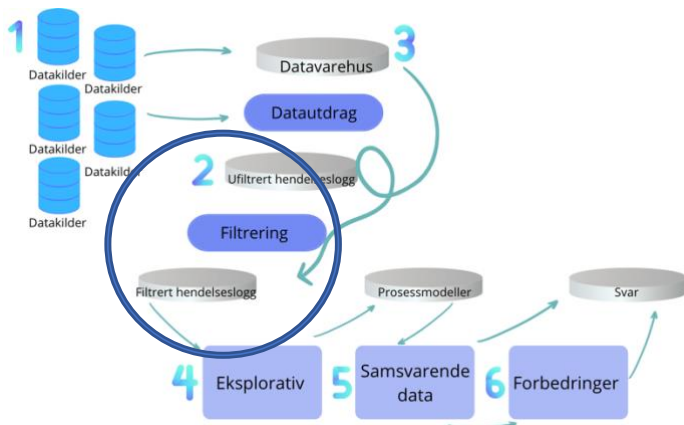 1
Datakilder
Datakilder
Datakilder
Datakilder
Datakilder
Datavarehus
3
Datautdrag
2
Ufiltrert hendelseslogg
Filtrering
Filtrert hendelseslogg
Prosessmodeller
Svar
4
Eksplorativ
5
Samsvarende
data
6
Forbedringer